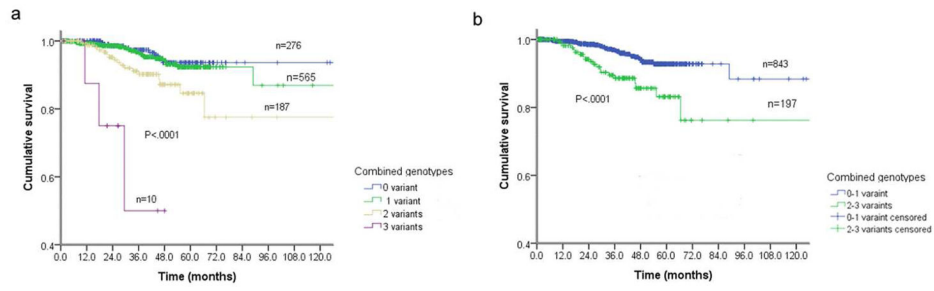 a
Cumulative survival
1.0
0.8
0.6
0.4
n=276
n=565
n=187
P<.0001
n=10
Combined genotypes
0 variant
1 variant
2 variants
3 variants
0.0 12.0 24.0 36.0 48.0 60.0 72.0 84.0 96.0 108.0 120.0
Time (months)
b
Cumulative survival
1.0
0.8
0.6
0.4
n=843
n=197
P<.0001
Combined genotypes
0-1 varaint
2-3 varaints
0-1 varaint censored
2-3 variants censored
0.0 12.0 24.0 36.0 48.0 60.0 72.0 84.0 96.0 108.0 120.0
Time (months)